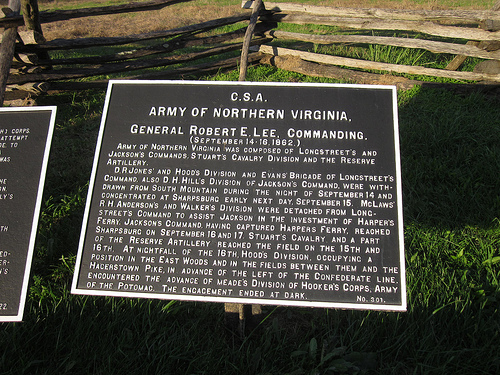 C.S.A.
ARMY OF NORTHERN VIRGINIA.
GENERAL ROBERT E. LEE, COMMANDING.
(SEPTEMBER 14-16, 1862.)
ARMY OF NORTHERN VIRGINIA WAS COMPOSED OF LONGSTREET'S AND
JACKSON'S COMMANDS, STUART'S CAVALRY DIVISION AND THE RESERVE
ARTILLERY.
D.R. JONES' AND HOOD'S DIVISION AND EVANS' BRIGADE OF LONGSTREET'S
COMMAND, ALSO D.H. HILL'S DIVISION OF JACKSON'S COMMAND, WERE WITH-
DRAWN FROM SOUTH MOUNTAIN DURING THE NIGHT OF SEPTEMBER 14 AND
CONCENTRATED AT SHARPSBURG EARLY NEXT DAY, SEPTEMBER 15. MCLAWS'
R.H. ANDERSON'S AND WALKER'S DIVISION WERE DETACHED FROM LONG-
STREET'S COMMAND TO ASSIST JACKSON IN THE INVESTMENT OF HARPER'S
FERRY. JACKSON'S COMMAND, HAVING CAPTURED HARPERS FERRY, REACHED
SHARPSBURG ON SEPTEMBER 16 AND 17. STUART'S CAVALRY AND A PART
OF THE RESERVE ARTILLERY REACHED THE FIELD ON THE 15TH AND
16TH. AT NIGHTFALL OF THE 16TH, HOOD'S DIVISION, OCCUPYING A
POSITION IN THE EAST WOODS AND IN THE FIELDS BETWEEN THEM AND THE
HAGERSTOWN PIKE, IN ADVANCE OF THE LEFT OF THE CONFEDERATE LINE,
ENCOUNTERED THE ADVANCE OF MEADE'S DIVISION OF HOOKER'S CORPS, ARMY
OF THE POTOMAC. THE ENGAGEMENT ENDED AT DARK.
No. 301.
CORPS
ATTEMPT
TO
WAS